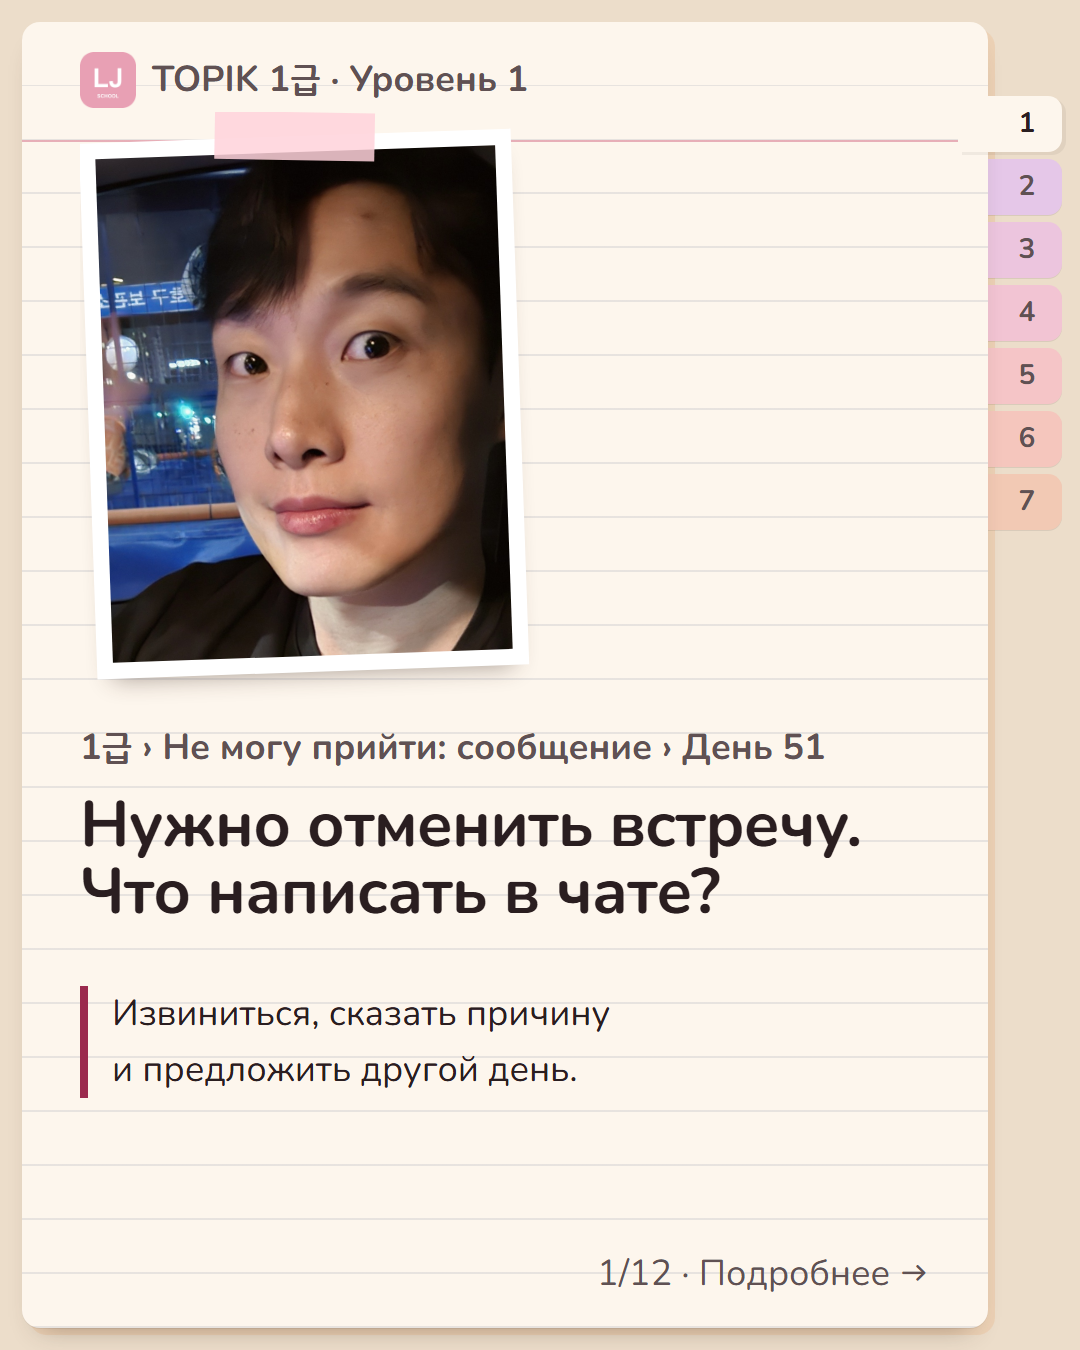 LJ
SCHOOL
TOPIK 1급 · Уровень 1
1
2
3
4
5
6
7
1급 › Не могу прийти: сообщение › День 51
Нужно отменить встречу.
Что написать в чате?
Извиниться, сказать причину
и предложить другой день.
1/12 · Подробнее →